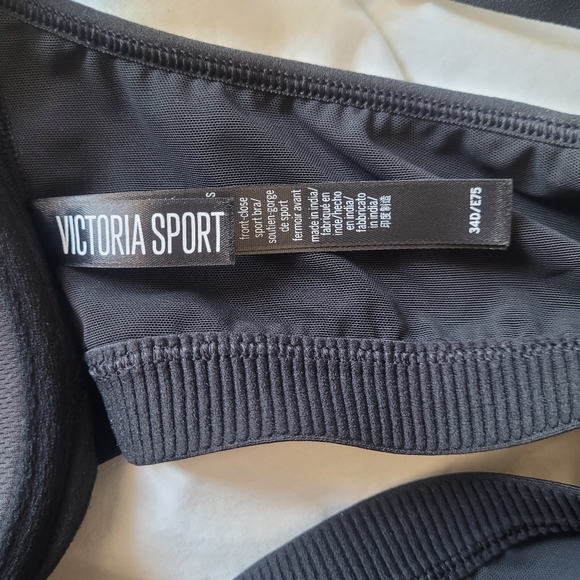 VICTORIA SPORT
front-close
sport bra/
soutien-gorge
de sport
fermoir avant/
made in india/
fabriqué en
inde/hecho
en india/
fabbricato
in india/
印度制造
34D/E75